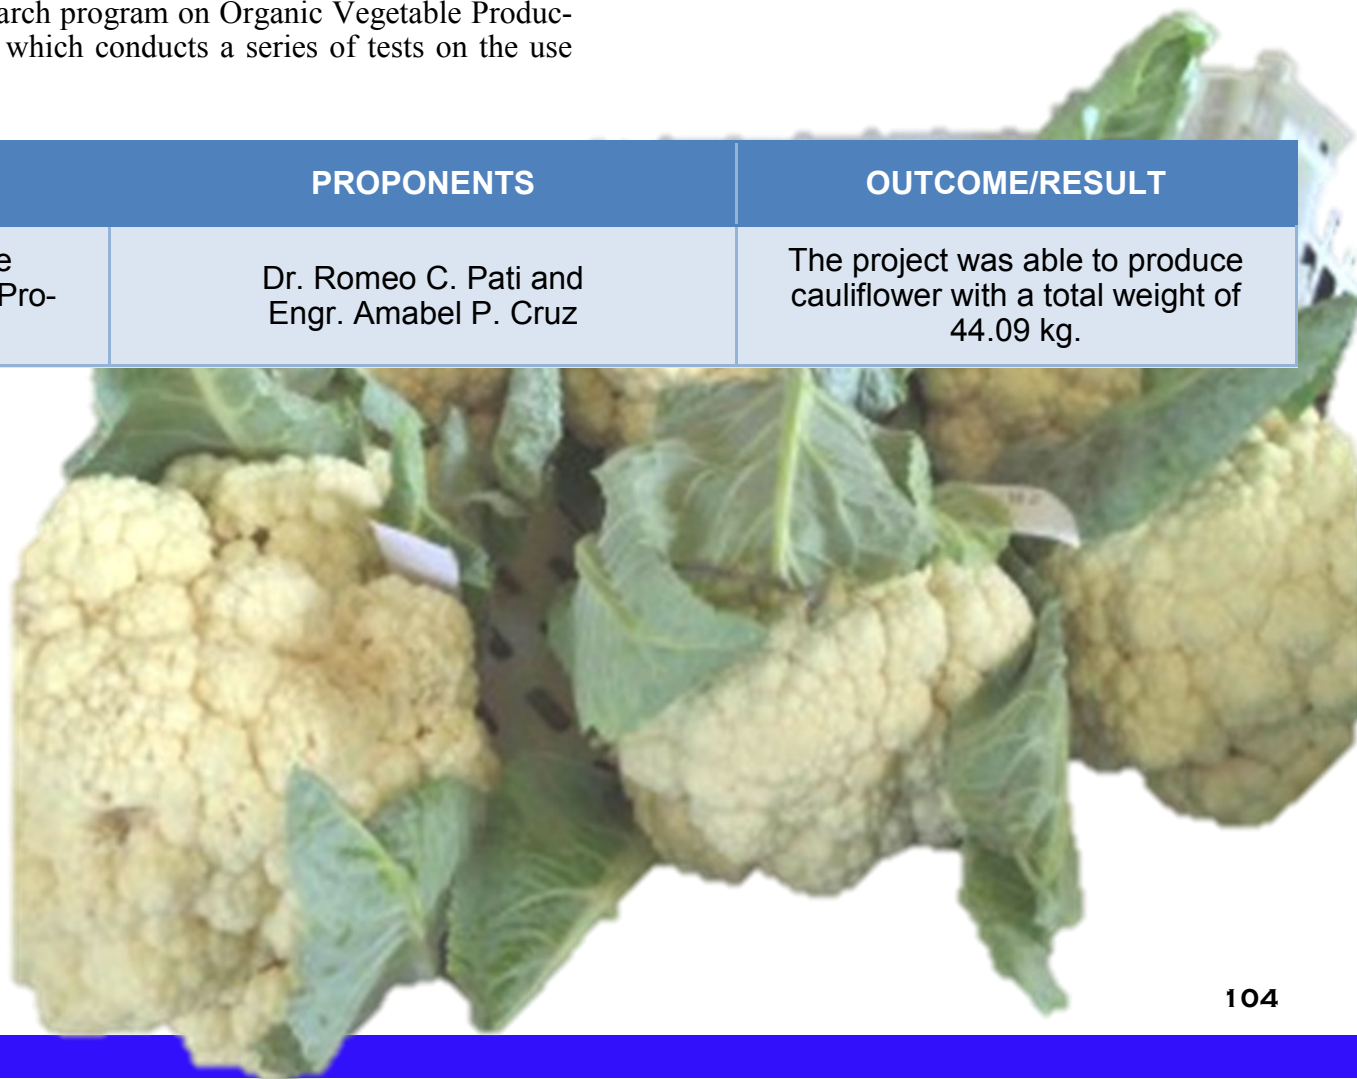 arch program on Organic Vegetable Produc-
which conducts a series of tests on the use
PROPONENTS
OUTCOME/RESULT
e
Pro-
Dr. Romeo C. Pati and
Engr. Amabel P. Cruz
The project was able to produce
cauliflower with a total weight of
44.09 kg.
104